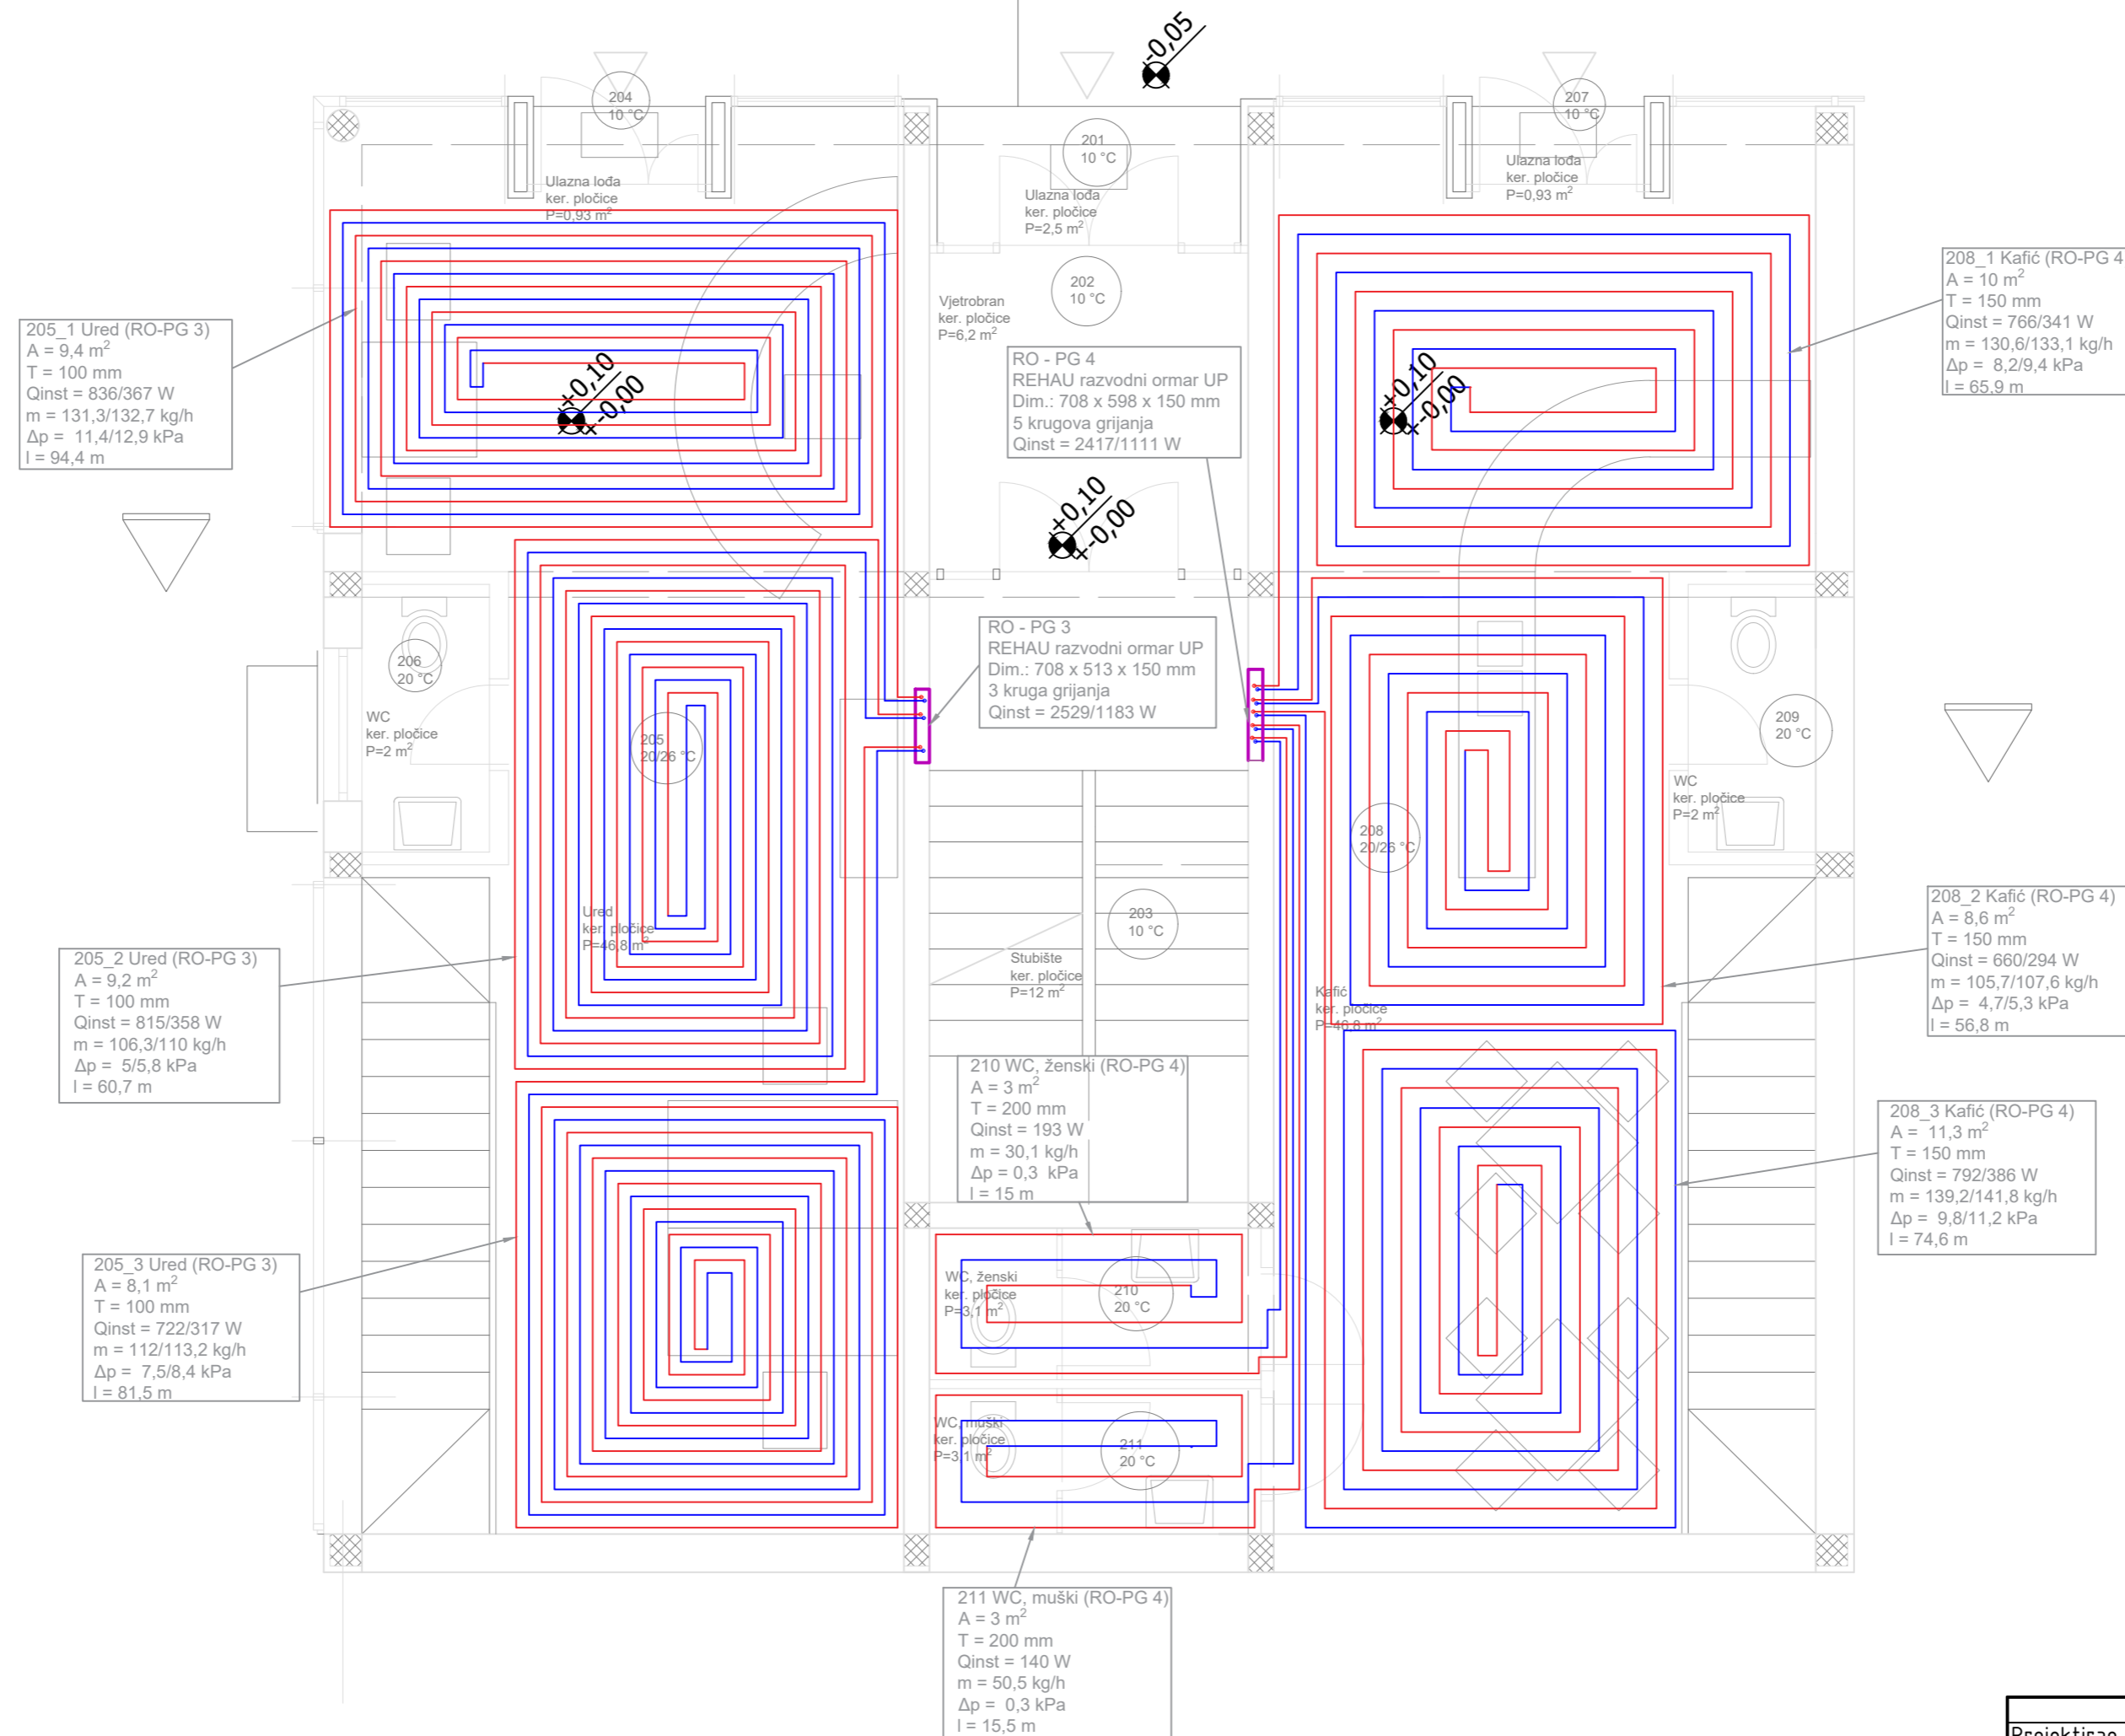 -0,05
204
10 °C
201
10 °C
207
10 °C
Ulazna lođa
ker. pločice
P=0,93 m²
Ulazna lođa
ker. pločice
P=2,5 m²
Ulazna lođa
ker. pločice
P=0,93 m²
202
10 °C
Vjetrobran
ker. pločice
P=6,2 m²
205_1 Ured (RO-PG 3)
A = 9,4 m²
T = 100 mm
Qinst = 836/367 W
m = 131,3/132,7 kg/h
Δp = 11,4/12,9 kPa
l = 94,4 m
208_1 Kafić (RO-PG 4
A = 10 m²
T = 150 mm
Qinst = 766/341 W
m = 130,6/133,1 kg/h
Δp = 8,2/9,4 kPa
l = 65,9 m
RO - PG 4
REHAU razvodni ormar UP
Dim.: 708 x 598 x 150 mm
5 krugova grijanja
Qinst = 2417/1111 W
+0,10
+-0,00
+0,10
+-0,00
+0,10
+-0,00
RO - PG 3
REHAU razvodni ormar UP
Dim.: 708 x 513 x 150 mm
3 kruga grijanja
Qinst = 2529/1183 W
206
20 °C
WC
ker. pločice
P=2 m²
205
20/26 °C
209
20 °C
WC
ker. pločice
P=2 m²
208
20/26 °C
Ured
ker. pločice
P=46,8 m²
203
10 °C
Stubište
ker. pločice
P=12 m²
Kafić
ker. pločice
P=46,8 m²
205_2 Ured (RO-PG 3)
A = 9,2 m²
T = 100 mm
Qinst = 815/358 W
m = 106,3/110 kg/h
Δp = 5/5,8 kPa
l = 60,7 m
208_2 Kafić (RO-PG 4)
A = 8,6 m²
T = 150 mm
Qinst = 660/294 W
m = 105,7/107,6 kg/h
Δp = 4,7/5,3 kPa
l = 56,8 m
210 WC, ženski (RO-PG 4)
A = 3 m²
T = 200 mm
Qinst = 193 W
m = 30,1 kg/h
Δp = 0,3 kPa
l = 15 m
208_3 Kafić (RO-PG 4)
A = 11,3 m²
T = 150 mm
Qinst = 792/386 W
m = 139,2/141,8 kg/h
Δp = 9,8/11,2 kPa
l = 74,6 m
205_3 Ured (RO-PG 3)
A = 8,1 m²
T = 100 mm
Qinst = 722/317 W
m = 112/113,2 kg/h
Δp = 7,5/8,4 kPa
l = 81,5 m
WC, ženski
ker. pločice
P=3,1 m²
210
20 °C
WC, muški
ker. pločice
P=3,1 m²
211
20 °C
211 WC, muški (RO-PG 4)
A = 3 m²
T = 200 mm
Qinst = 140 W
m = 50,5 kg/h
Δp = 0,3 kPa
l = 15,5 m